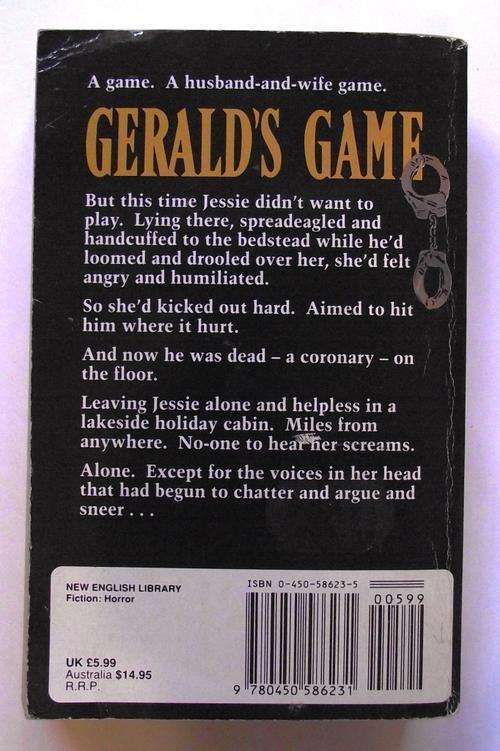 A game.  A husband-and-wife game.
GERALD'S GAME
But this time Jessie didn't want to
play.  Lying there, spreadeagled and
handcuffed to the bedstead while he'd
loomed and drooled over her, she'd felt
angry and humiliated.
So she'd kicked out hard.  Aimed to hit
him where it hurt.
And now he was dead – a coronary – on
the floor.
Leaving Jessie alone and helpless in a
lakeside holiday cabin.  Miles from
anywhere.  No-one to hear her screams.
Alone.  Except for the voices in her head
that had begun to chatter and argue and
sneer . . .
NEW ENGLISH LIBRARY
Fiction: Horror
UK £5.99
Australia $14.95
R.R.P.
ISBN 0-450-58623-5
00599
9 780450 586231